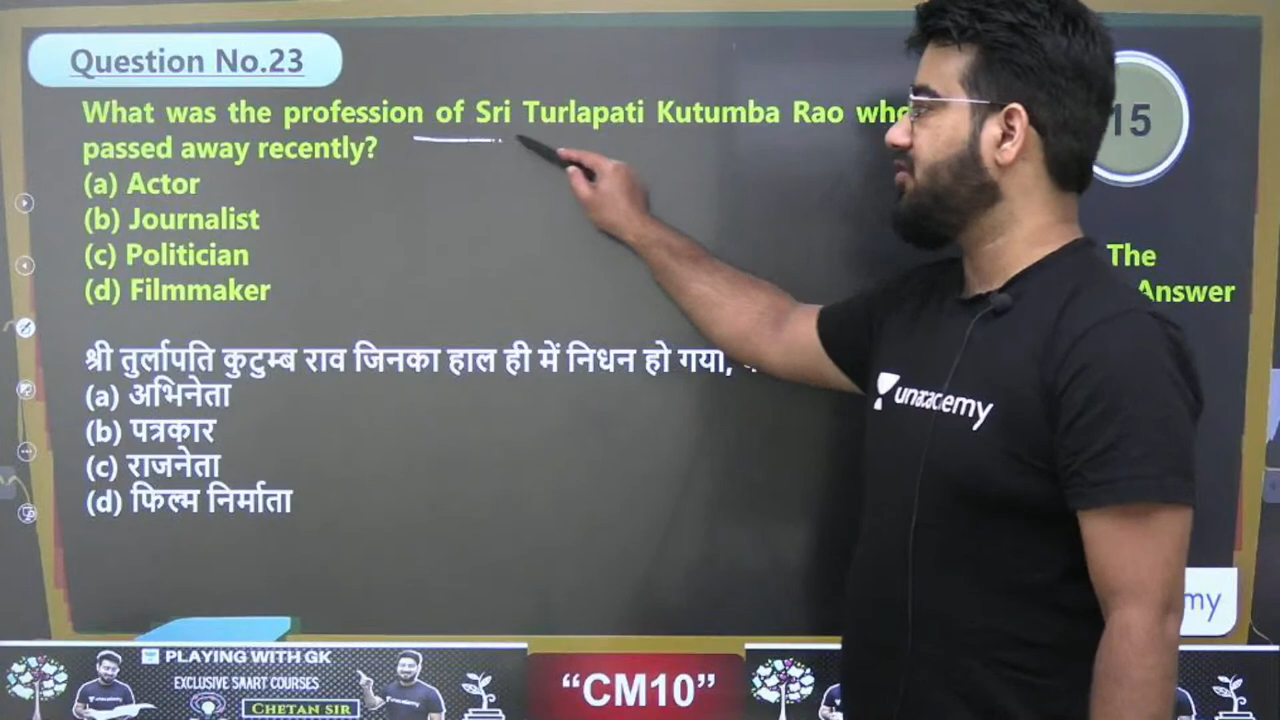 Question No.23
What was the profession of Sri Turlapati Kutumba Rao who
passed away recently?
(a) Actor
(b) Journalist
(c) Politician
(d) Filmmaker
15
The
Answer
श्री तुर्लापति कुटुम्ब राव जिनका हाल ही में निधन हो गया,
(a) अभिनेता
(b) पत्रकार
(c) राजनेता
(d) फिल्म निर्माता
unacademy
my
PLAYING WITH GK
EXCLUSIVE SAART COURSES
CHETAN SIR
“CM10”